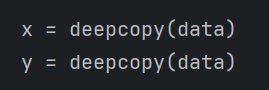 x = deepcopy(data)
y = deepcopy(data)